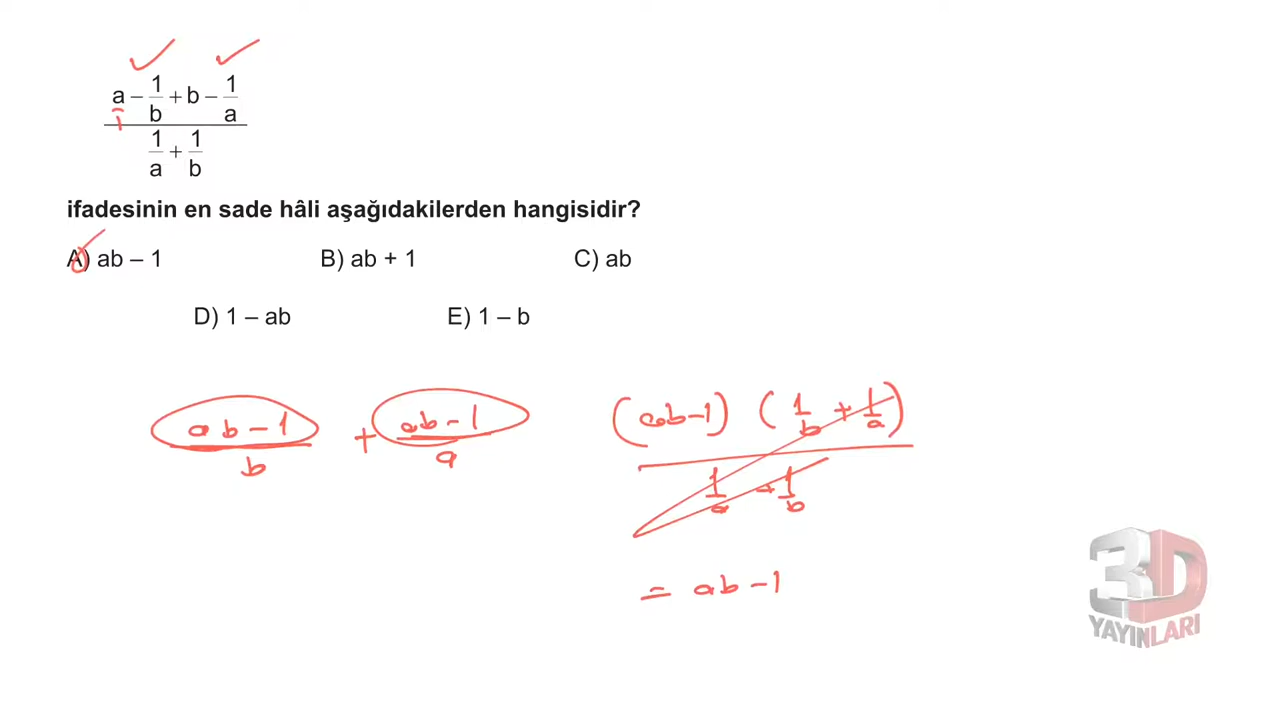 a − 1/b + b − 1/a
1
1/a + 1/b
ifadesinin en sade hâli aşağıdakilerden hangisidir?
A) ab – 1 B) ab + 1 C) ab
D) 1 – ab E) 1 – b
ab – 1 / b + ab – 1 / a
(ab–1) (1/b + 1/a)
1/a + 1/b
= ab – 1
3D
YAYINLARI